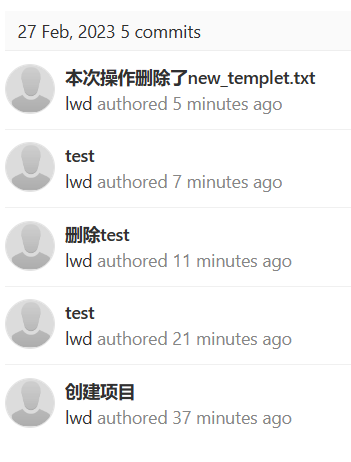 27 Feb, 2023 5 commits
本次操作删除了new_templet.txt
lwd authored 5 minutes ago
test
lwd authored 7 minutes ago
删除test
lwd authored 11 minutes ago
test
lwd authored 21 minutes ago
创建项目
lwd authored 37 minutes ago